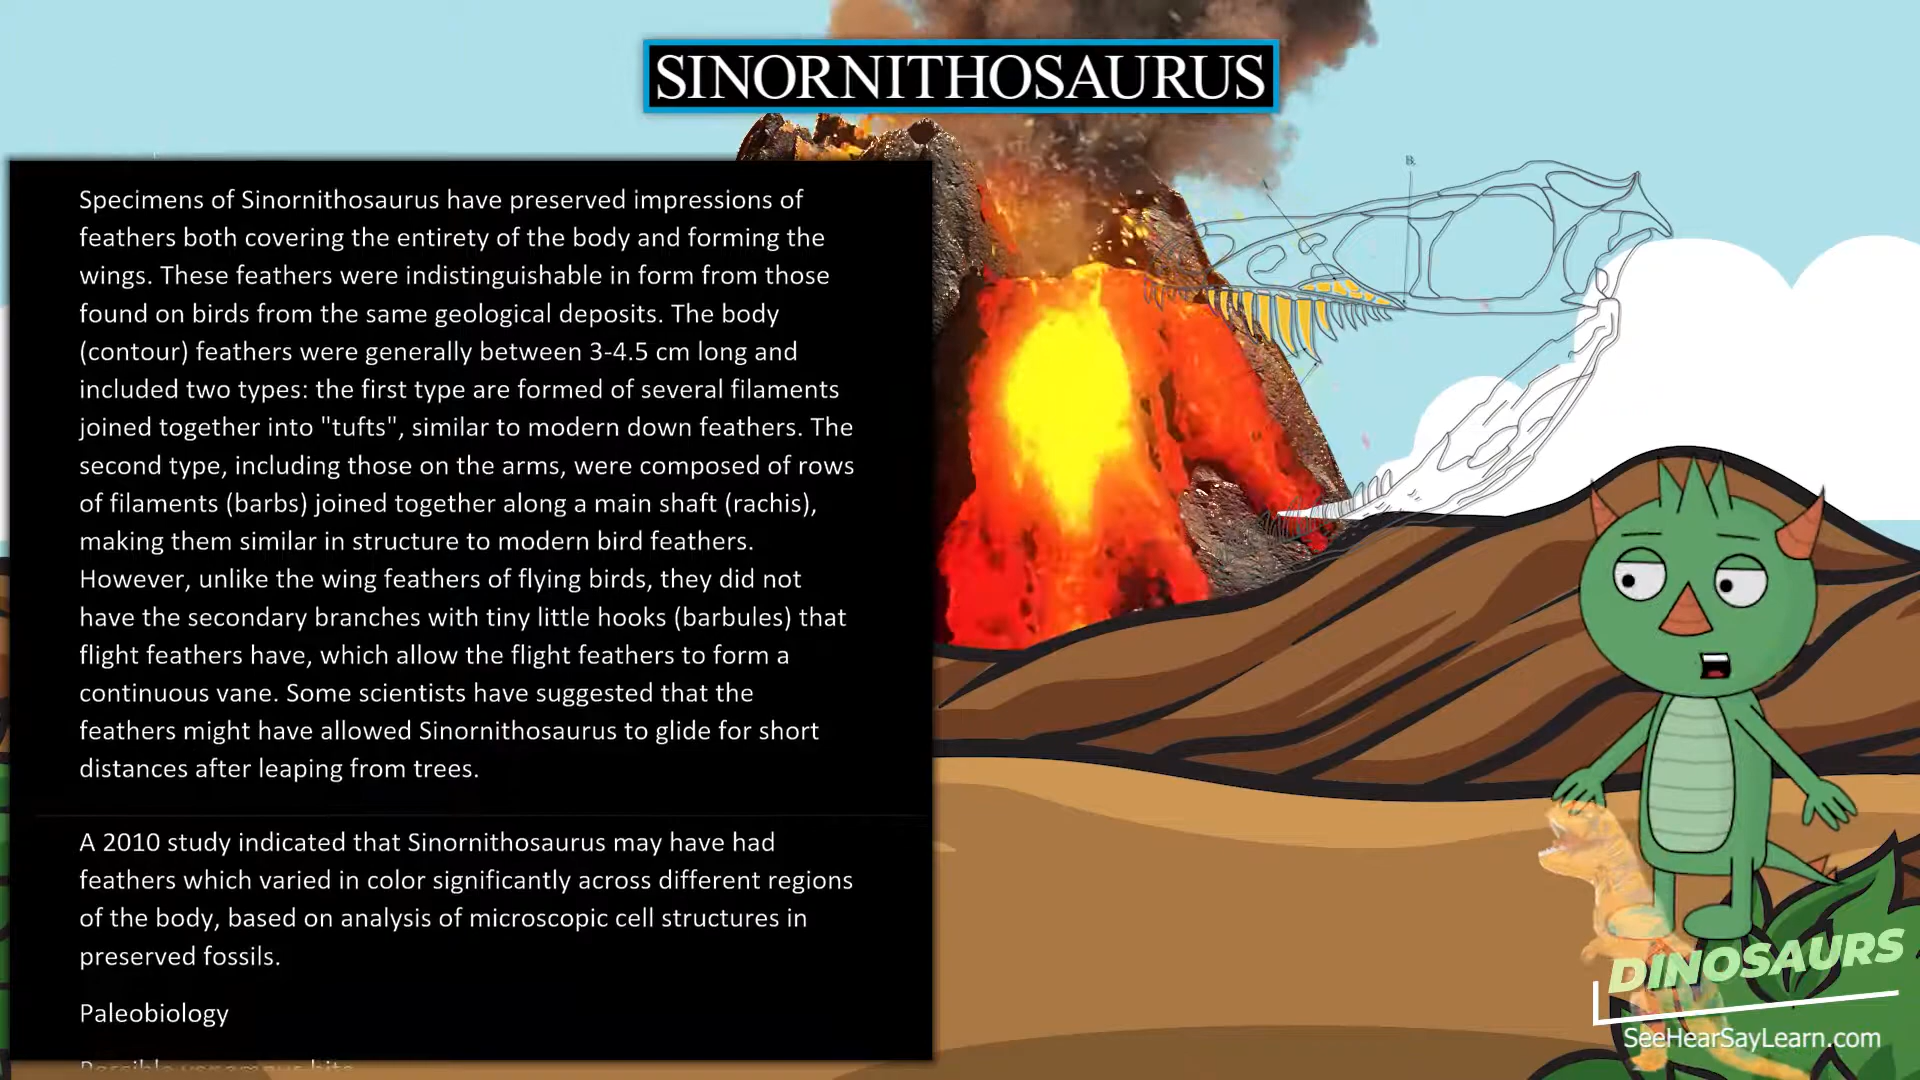 SINORNITHOSAURUS
B.
Specimens of Sinornithosaurus have preserved impressions of
feathers both covering the entirety of the body and forming the
wings. These feathers were indistinguishable in form from those
found on birds from the same geological deposits. The body
(contour) feathers were generally between 3-4.5 cm long and
included two types: the first type are formed of several filaments
joined together into "tufts", similar to modern down feathers. The
second type, including those on the arms, were composed of rows
of filaments (barbs) joined together along a main shaft (rachis),
making them similar in structure to modern bird feathers.
However, unlike the wing feathers of flying birds, they did not
have the secondary branches with tiny little hooks (barbules) that
flight feathers have, which allow the flight feathers to form a
continuous vane. Some scientists have suggested that the
feathers might have allowed Sinornithosaurus to glide for short
distances after leaping from trees.
A 2010 study indicated that Sinornithosaurus may have had
feathers which varied in color significantly across different regions
of the body, based on analysis of microscopic cell structures in
preserved fossils.
Paleobiology
DINOSAURS
SeeHearSayLearn.com